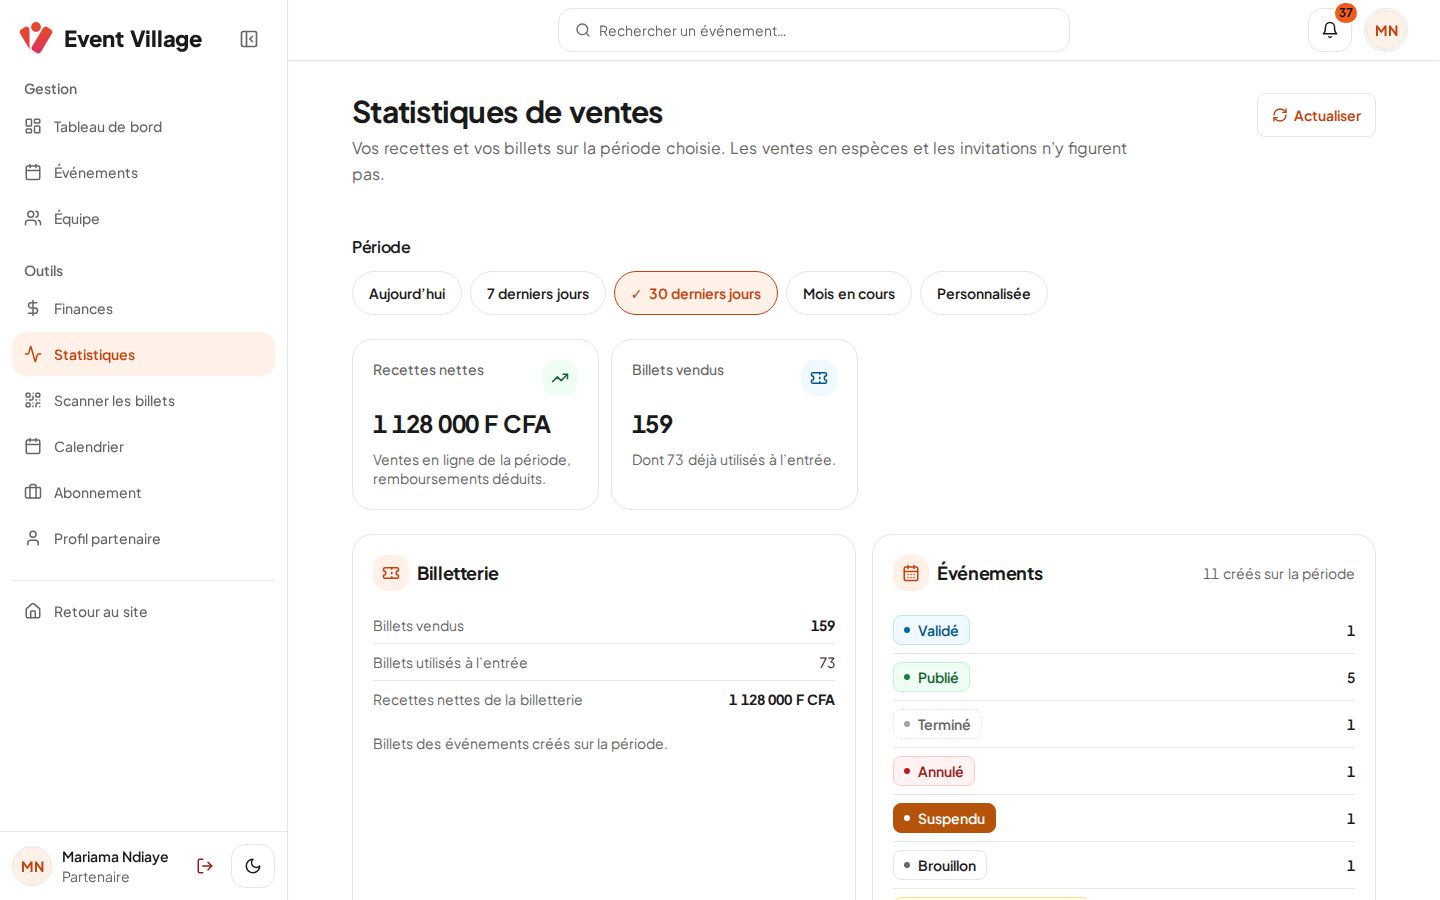 Event Village
Gestion
Tableau de bord
Événements
Équipe
Outils
Finances
Statistiques
Scanner les billets
Calendrier
Abonnement
Profil partenaire
Retour au site
MN
Mariama Ndiaye
Partenaire
Rechercher un événement…
37
MN
Statistiques de ventes
Actualiser
Vos recettes et vos billets sur la période choisie. Les ventes en espèces et les invitations n’y figurent
pas.
Période
Aujourd’hui
7 derniers jours
✓ 30 derniers jours
Mois en cours
Personnalisée
Recettes nettes
1 128 000 F CFA
Ventes en ligne de la période,
remboursements déduits.
Billets vendus
159
Dont 73 déjà utilisés à l’entrée.
Billetterie
Billets vendus 159
Billets utilisés à l’entrée 73
Recettes nettes de la billetterie 1 128 000 F CFA
Billets des événements créés sur la période.
Événements 11 créés sur la période
Validé 1
Publié 5
Terminé 1
Annulé 1
Suspendu 1
Brouillon 1